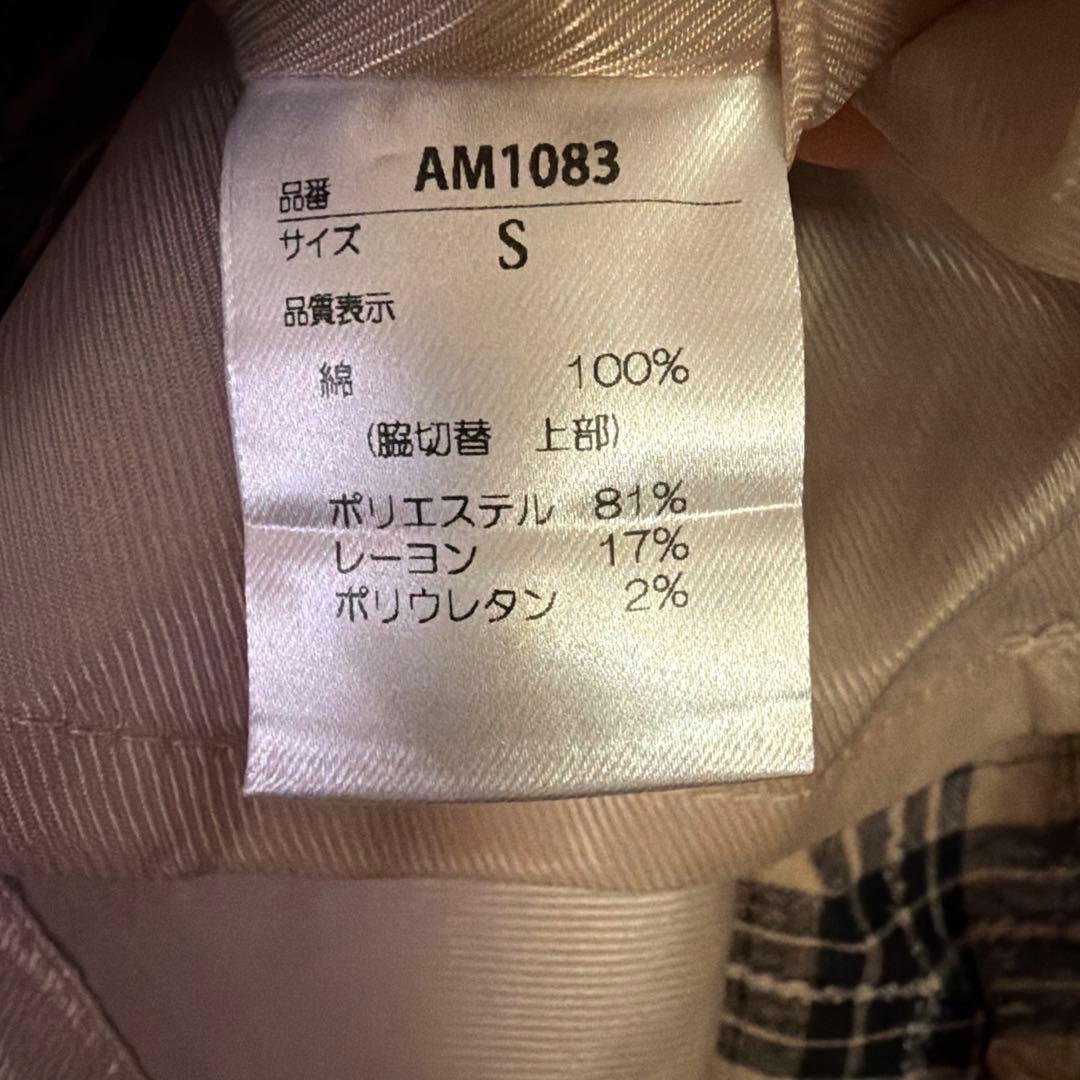 品番 AM1083
サイズ S
品質表示
綿 100%
(脇切替 上部)
ポリエステル 81%
レーヨン 17%
ポリウレタン 2%